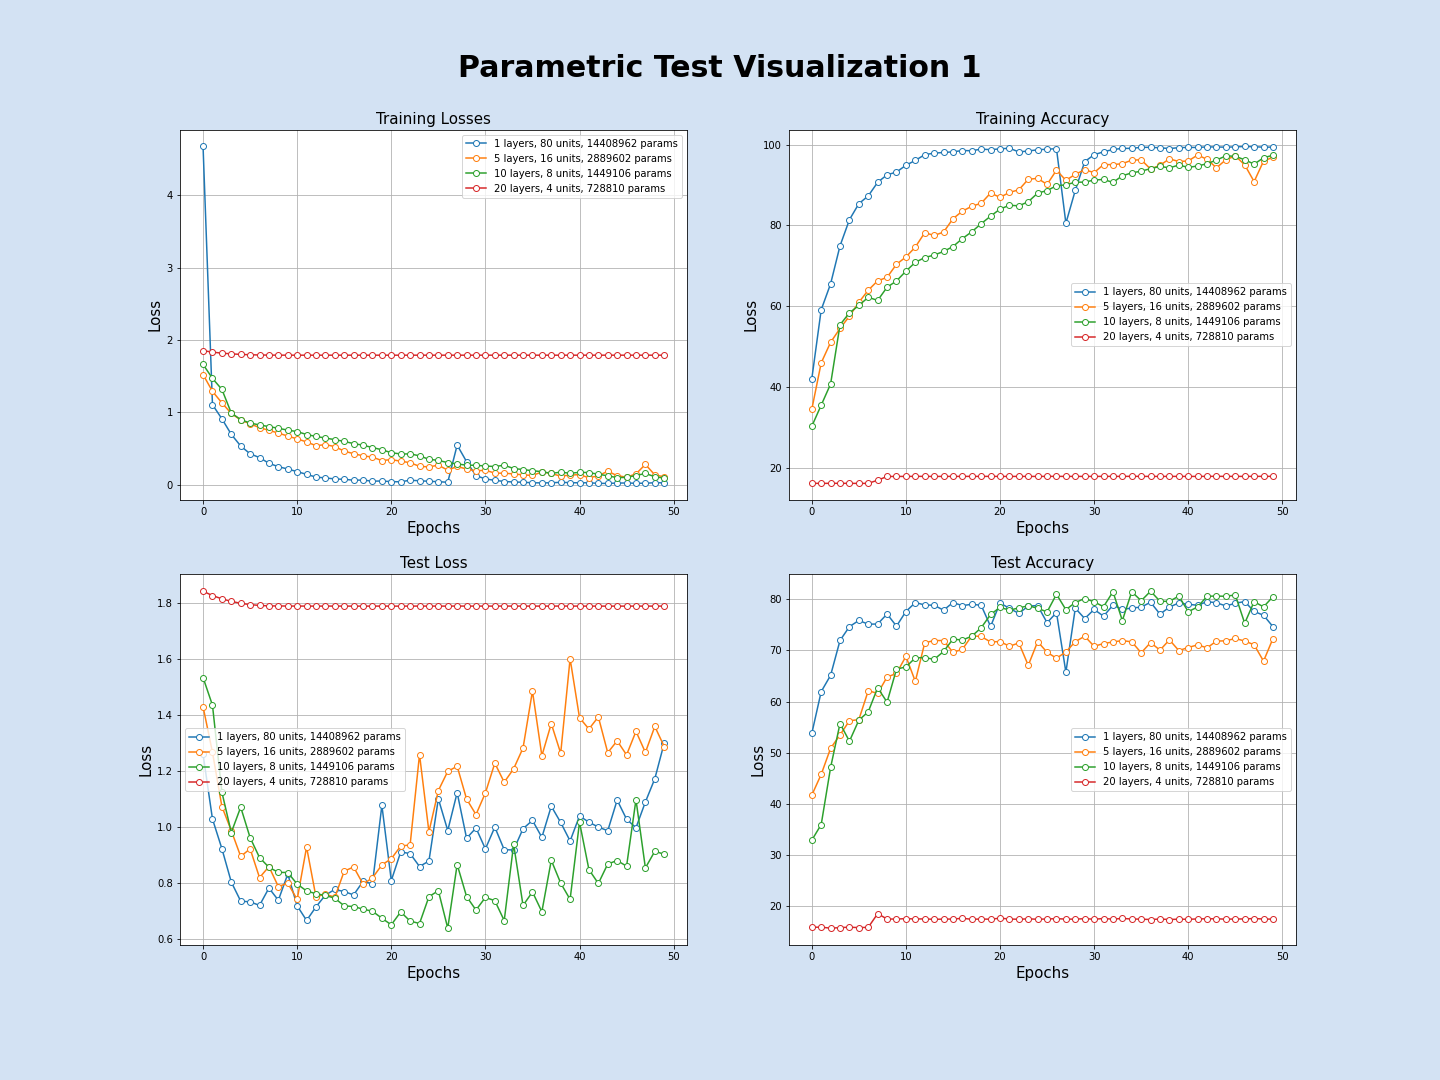 Parametric Test Visualization 1
Training Losses
Loss
4
3
2
1
0
1 layers, 80 units, 14408962 params
5 layers, 16 units, 2889602 params
10 layers, 8 units, 1449106 params
20 layers, 4 units, 728810 params
0 10 20 30 40 50
Epochs
Training Accuracy
Loss
100
80
60
40
20
1 layers, 80 units, 14408962 params
5 layers, 16 units, 2889602 params
10 layers, 8 units, 1449106 params
20 layers, 4 units, 728810 params
0 10 20 30 40 50
Epochs
Test Loss
Loss
1.8
1.6
1.4
1.2
1.0
0.8
0.6
1 layers, 80 units, 14408962 params
5 layers, 16 units, 2889602 params
10 layers, 8 units, 1449106 params
20 layers, 4 units, 728810 params
0 10 20 30 40 50
Epochs
Test Accuracy
Loss
80
70
60
50
40
30
20
1 layers, 80 units, 14408962 params
5 layers, 16 units, 2889602 params
10 layers, 8 units, 1449106 params
20 layers, 4 units, 728810 params
0 10 20 30 40 50
Epochs